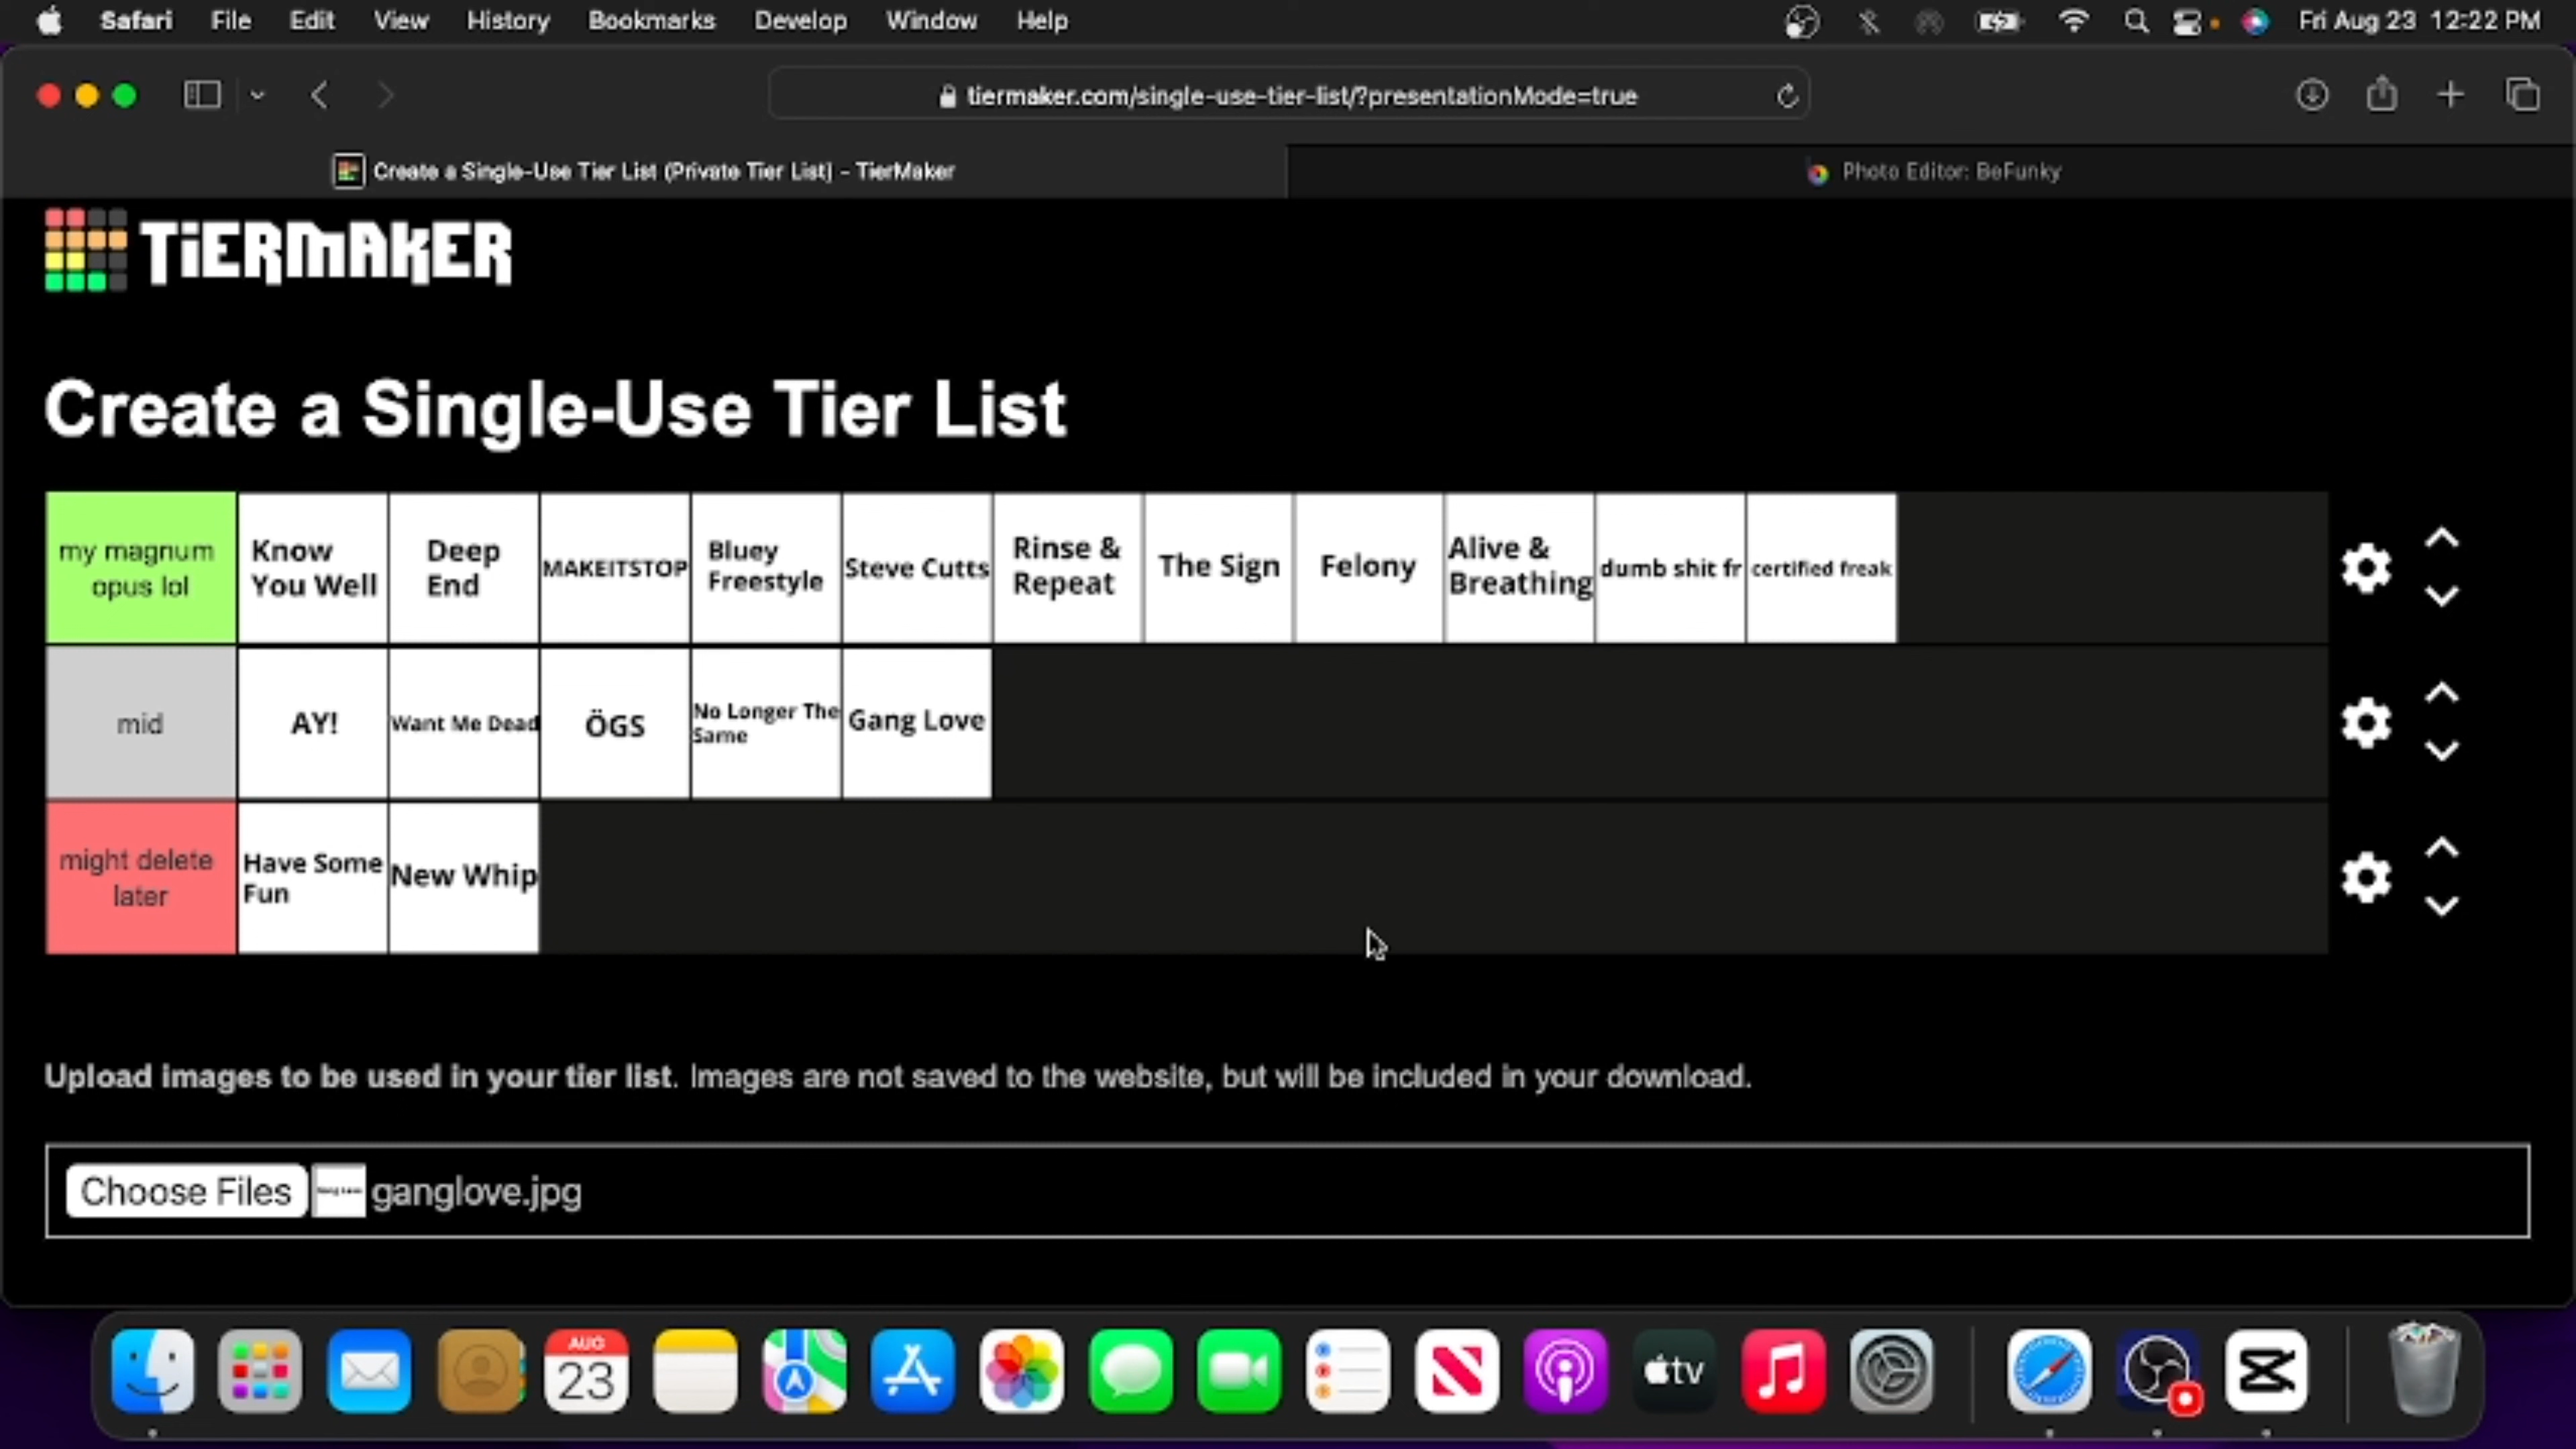 Safari File Edit View History Bookmarks Develop Window Help Fri Aug 23 12:22 PM
tiermaker.com/single-use-tier-list/?presentationMode=true
Create a Single-Use Tier List (Private Tier List) - TierMaker
Photo Editor: BeFunky
TiERMAKER
Create a Single-Use Tier List
my magnum
opus lol
Know
You Well
Deep
End
MAKEITSTOP
Bluey
Freestyle
Steve Cutts
Rinse &
Repeat
The Sign
Felony
Alive &
Breathing
dumb shit fr
certified freak
mid
AY!
Want Me Dead
ÖGS
No Longer The
Same
Gang Love
might delete
later
Have Some
Fun
New Whip
Upload images to be used in your tier list. Images are not saved to the website, but will be included in your download.
Choose Files ganglove.jpg
AUG
23
tv